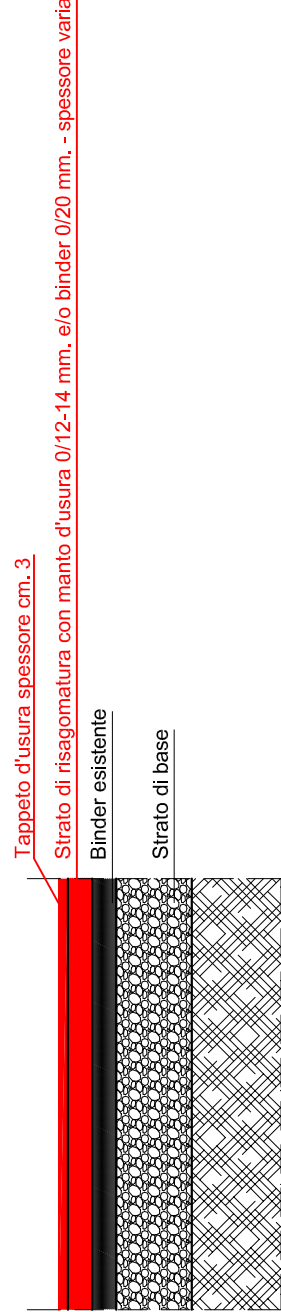 Tappeto d'usura spessore cm. 3
Strato di risagomatura con manto d'usura 0/12-14 mm. e/o binder 0/20 mm. - spessore varia
Binder esistente
Strato di base